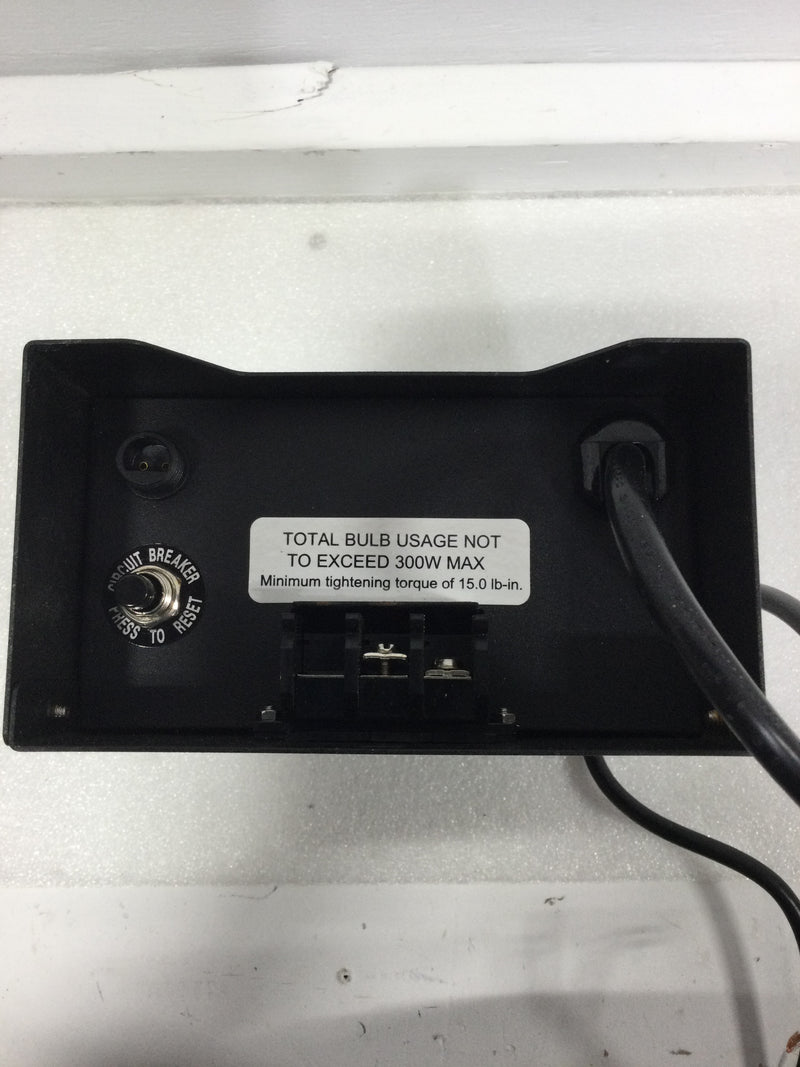 TOTAL BULB USAGE NOT
TO EXCEED 300W MAX
Minimum tightening torque of 15.0 lb-in.
CIRCUIT BREAKER
PRESS TO RESET